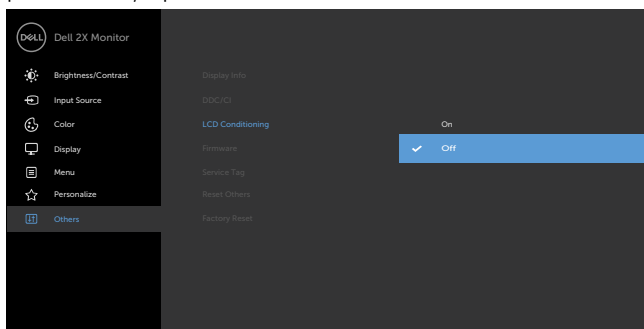 DELL
Dell 2X Monitor
Brightness/Contrast
Input Source
Color
Display
Menu
Personalize
Others
Display Info
DDC/CI
LCD Conditioning
Firmware
Service Tag
Reset Others
Factory Reset
On
Off